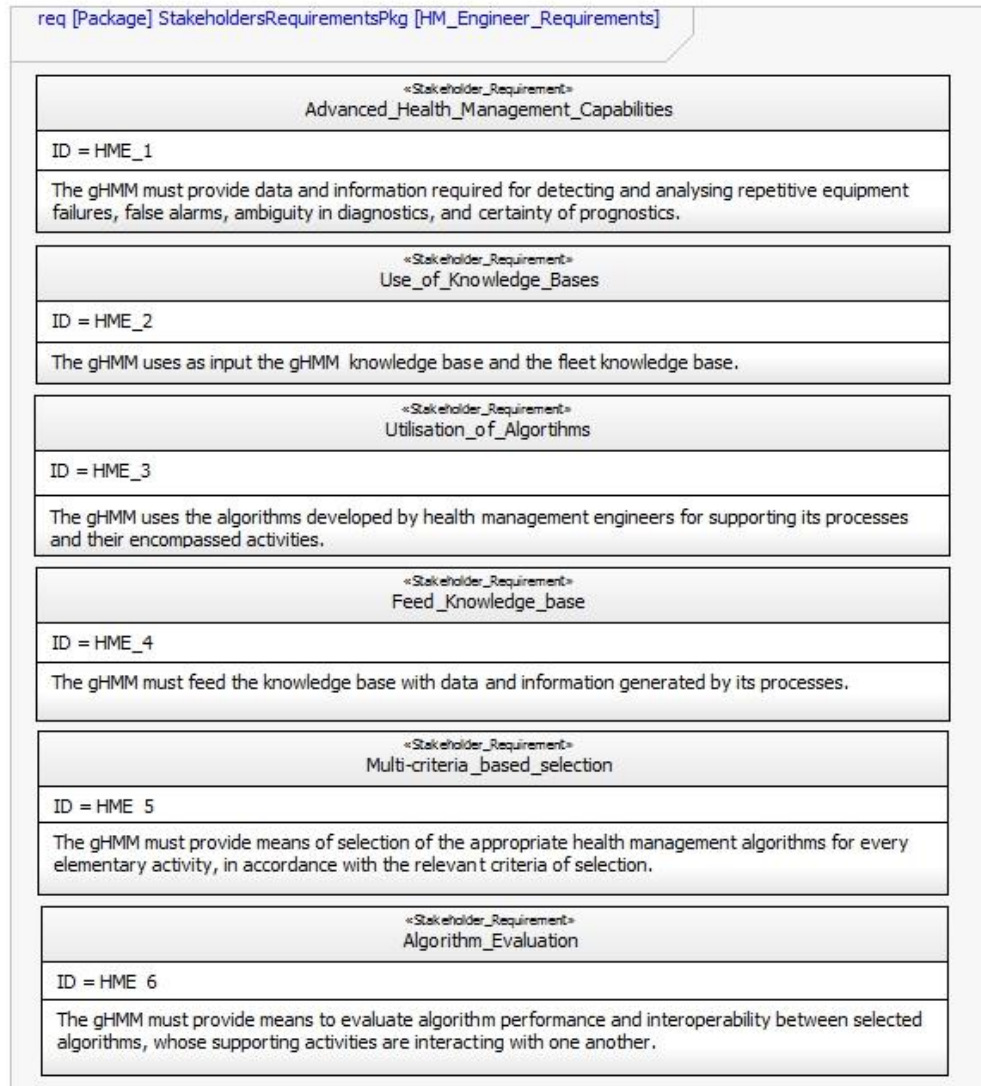 req [Package] StakeholdersRequirementsPkg [HM_Engineer_Requirements]
«Stakeholder_Requirement»
Advanced_Health_Management_Capabilities
ID = HME_1
The gHMM must provide data and information required for detecting and analysing repetitive equipment
failures, false alarms, ambiguity in diagnostics, and certainty of prognostics.
«Stakeholder_Requirement»
Use_of_Knowledge_Bases
ID = HME_2
The gHMM uses as input the gHMM knowledge base and the fleet knowledge base.
«Stakeholder_Requirement»
Utilisation_of_Algortihms
ID = HME_3
The gHMM uses the algorithms developed by health management engineers for supporting its processes
and their encompassed activities.
«Stakeholder_Requirement»
Feed_Knowledge_base
ID = HME_4
The gHMM must feed the knowledge base with data and information generated by its processes.
«Stakeholder_Requirement»
Multi-criteria_based_selection
ID = HME 5
The gHMM must provide means of selection of the appropriate health management algorithms for every
elementary activity, in accordance with the relevant criteria of selection.
«Stakeholder_Requirement»
Algorithm_Evaluation
ID = HME 6
The gHMM must provide means to evaluate algorithm performance and interoperability between selected
algorithms, whose supporting activities are interacting with one another.